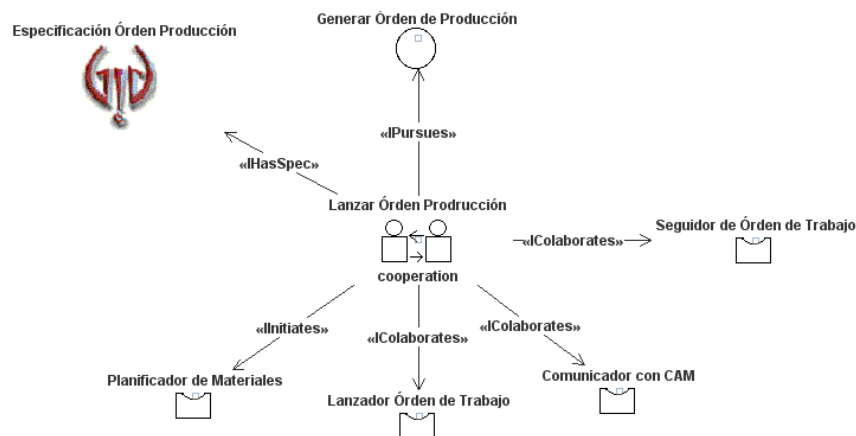 Generar Órden de Producción
Especificación Órden Producción
«IPursues»
«IHasSpec»
Lanzar Órden Prodrucción
Seguidor de Órden de Trabajo
«IColaborates»
cooperation
«IInitiates»
«IColaborates»
«IColaborates»
Planificador de Materiales
Lanzador Órden de Trabajo
Comunicador con CAM